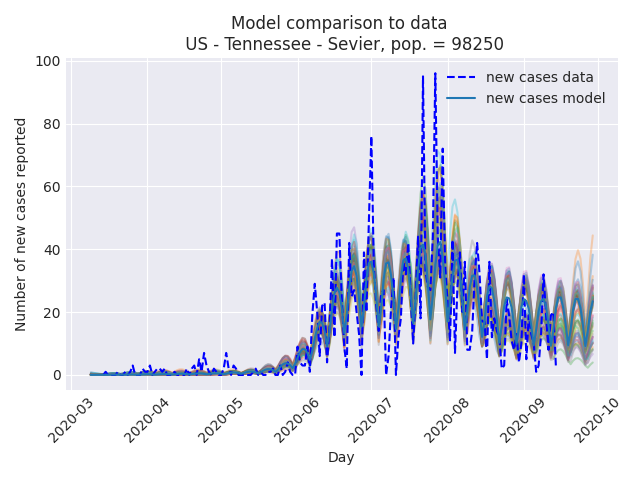 Model comparison to data
US - Tennessee - Sevier, pop. = 98250
new cases data
new cases model
Number of new cases reported
100
80
60
40
20
0
2020-03
2020-04
2020-05
2020-06
2020-07
2020-08
2020-09
2020-10
Day